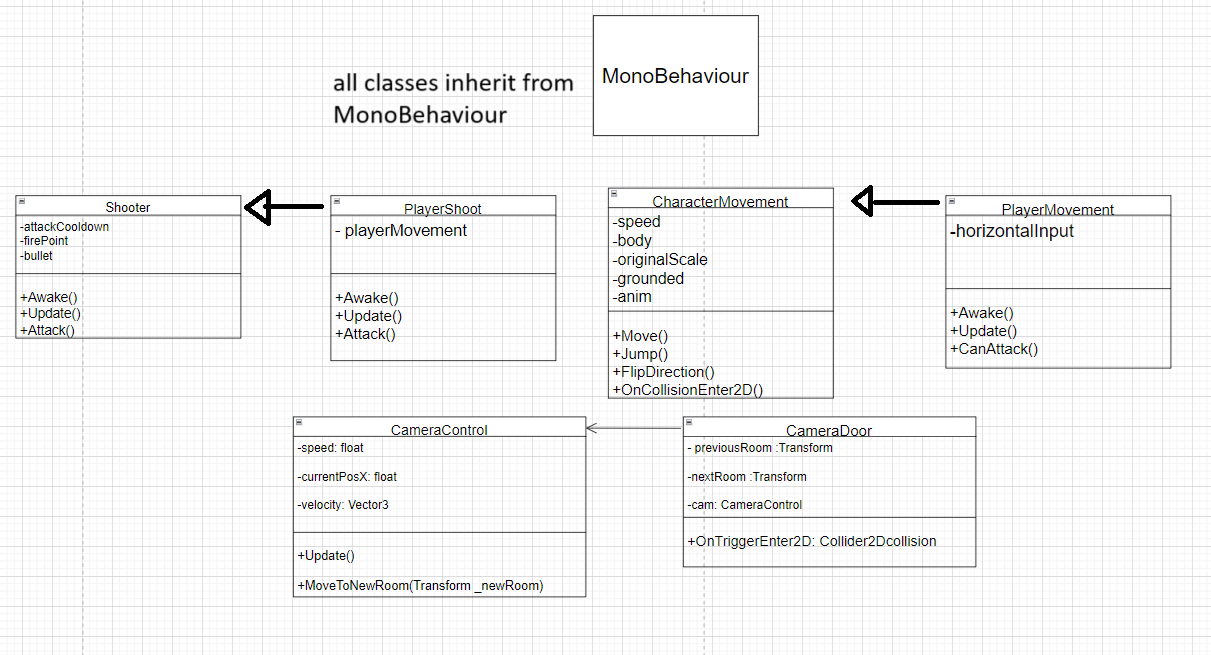 MonoBehaviour
all classes inherit from
MonoBehaviour
Shooter
-attackCooldown
-firePoint
-bullet
+Awake()
+Update()
+Attack()
PlayerShoot
- playerMovement
+Awake()
+Update()
+Attack()
CharacterMovement
-speed
-body
-originalScale
-grounded
-anim
+Move()
+Jump()
+FlipDirection()
+OnCollisionEnter2D()
PlayerMovement
-horizontalInput
+Awake()
+Update()
+CanAttack()
CameraControl
-speed: float
-currentPosX: float
-velocity: Vector3
+Update()
+MoveToNewRoom(Transform _newRoom)
CameraDoor
- previousRoom :Transform
-nextRoom :Transform
-cam: CameraControl
+OnTriggerEnter2D: Collider2Dcollision